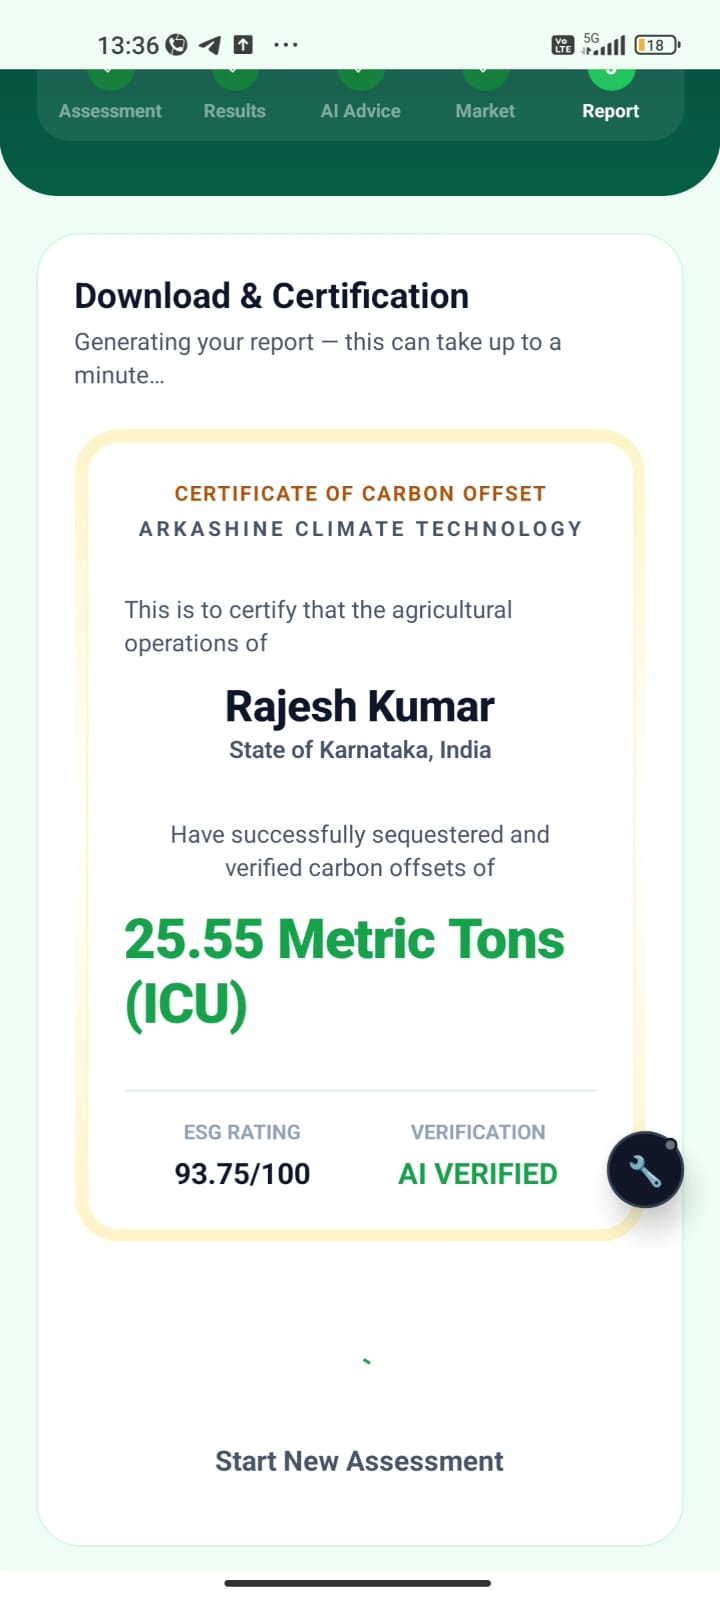 13:36
Vo
LTE
5G
18
Assessment
Results
AI Advice
Market
Report
Download & Certification
Generating your report — this can take up to a
minute...
CERTIFICATE OF CARBON OFFSET
ARKASHINE CLIMATE TECHNOLOGY
This is to certify that the agricultural
operations of
Rajesh Kumar
State of Karnataka, India
Have successfully sequestered and
verified carbon offsets of
25.55 Metric Tons
(ICU)
ESG RATING
VERIFICATION
93.75/100
AI VERIFIED
Start New Assessment